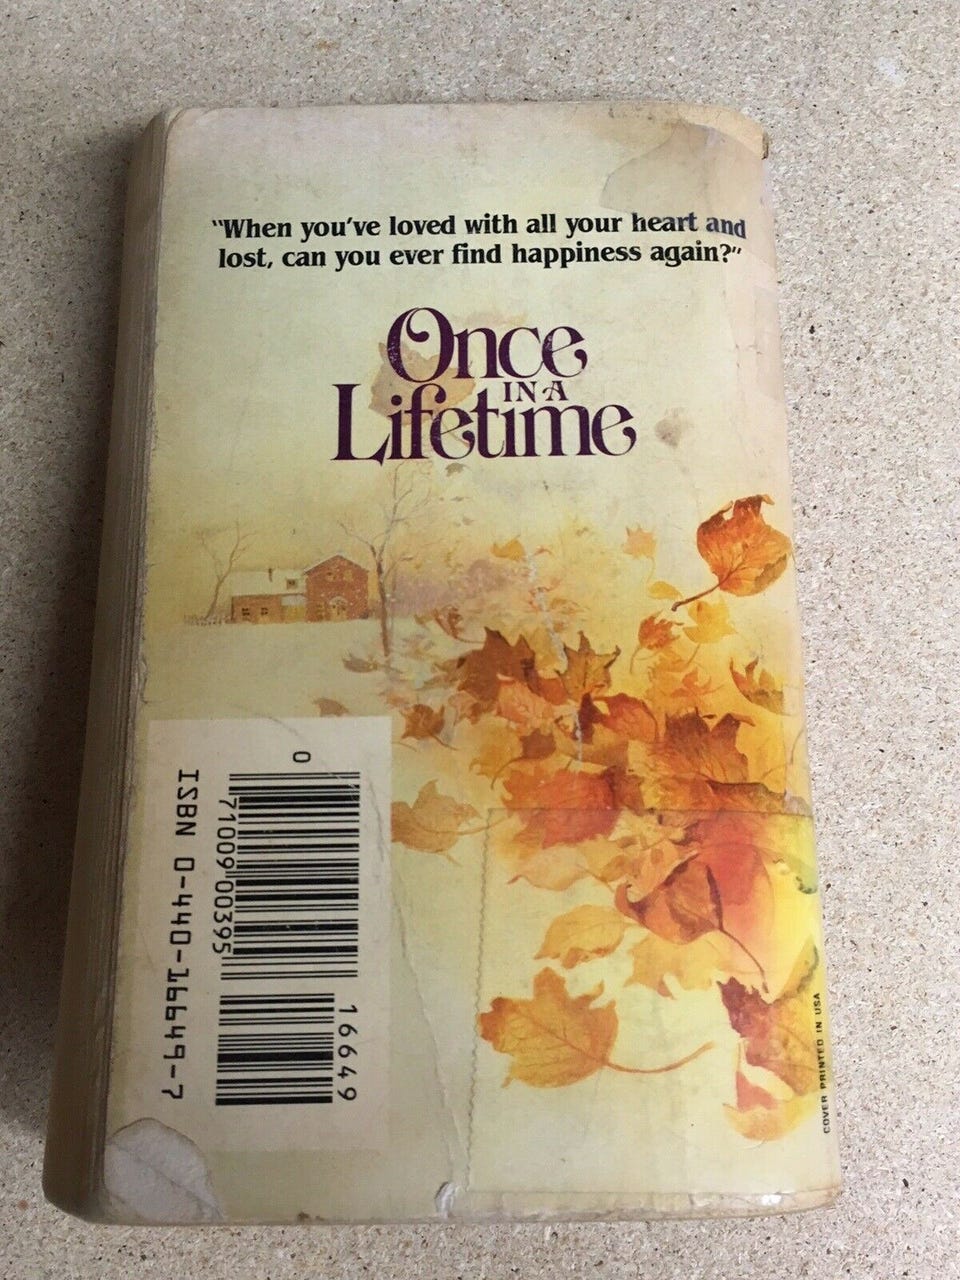 "When you've loved with all your heart and
lost, can you ever find happiness again?"
Once
IN A
Lifetime
ISBN 0-440-16649-7
0
71009 00395
16649
COVER PRINTED IN USA